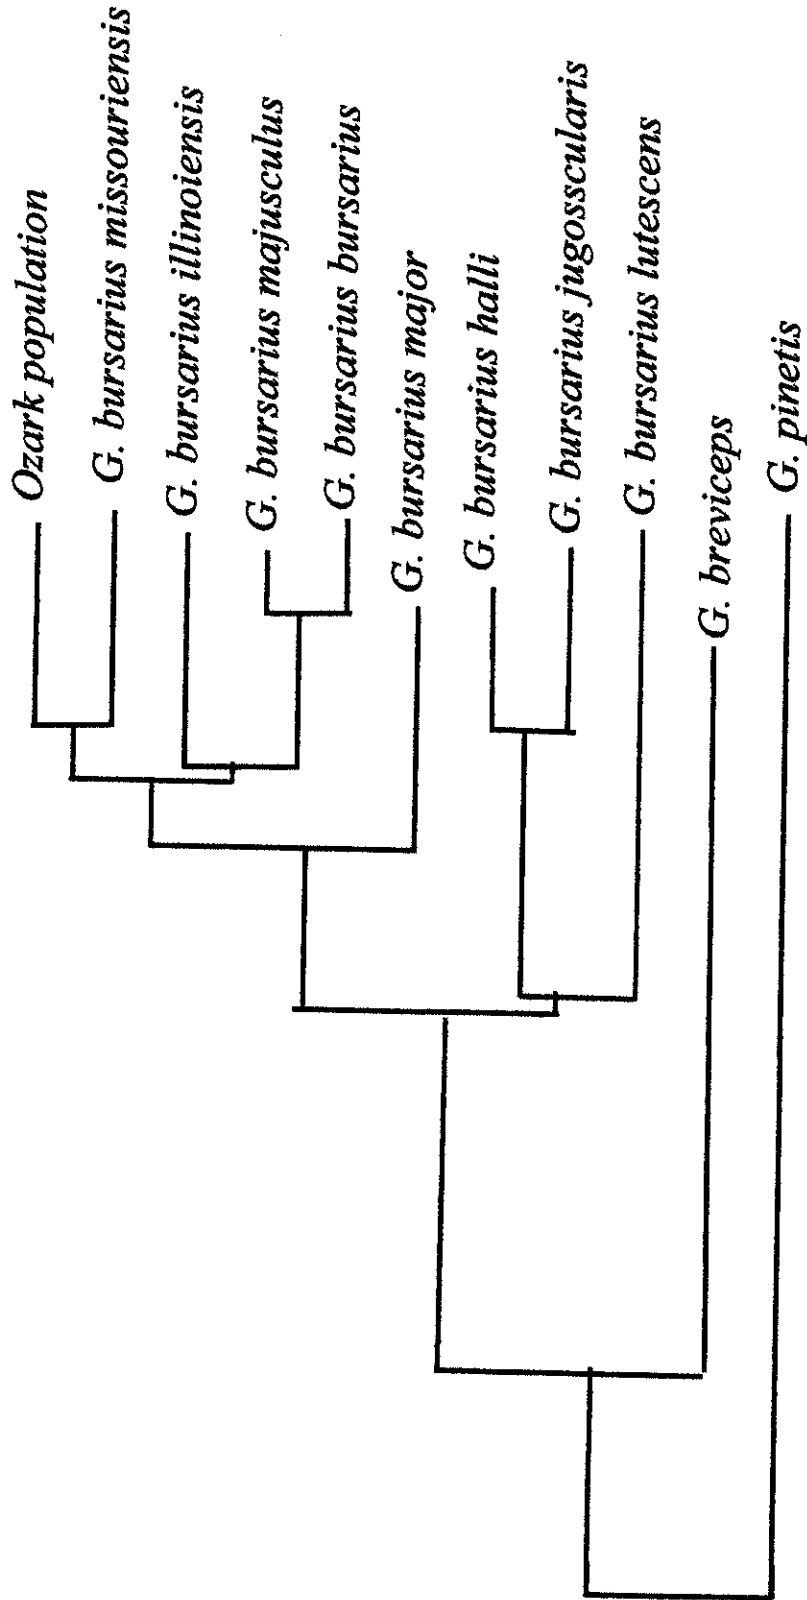 Ozark population
G. bursarius missouriensis
G. bursarius illinoiensis
G. bursarius majusculus
G. bursarius bursarius
G. bursarius major
G. bursarius halli
G. bursarius jugosscularis
G. bursarius lutescens
G. breviceps
G. pinetis